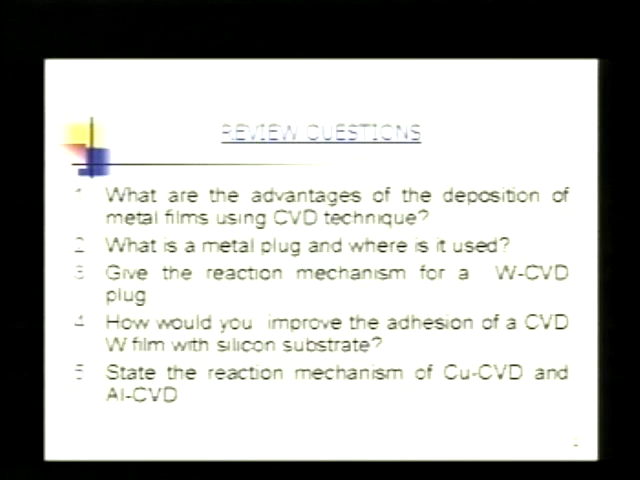 REVIEW QUESTIONS
1 What are the advantages of the deposition of
metal films using CVD technique?
2 What is a metal plug and where is it used?
3 Give the reaction mechanism for a W-CVD
plug
4 How would you improve the adhesion of a CVD
W film with silicon substrate?
5 State the reaction mechanism of Cu-CVD and
Al-CVD